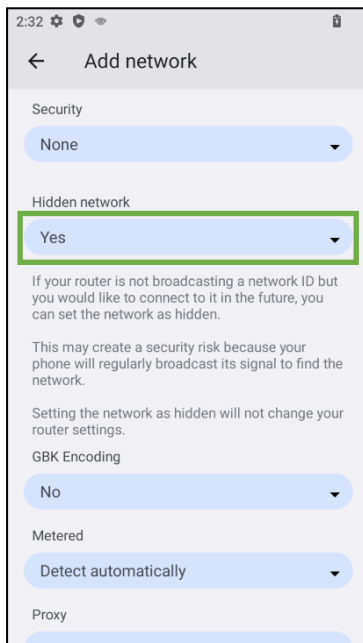 2:32
Add network
Security
None
Hidden network
Yes
If your router is not broadcasting a network ID but
you would like to connect to it in the future, you
can set the network as hidden.
This may create a security risk because your
phone will regularly broadcast its signal to find the
network.
Setting the network as hidden will not change your
router settings.
GBK Encoding
No
Metered
Detect automatically
Proxy